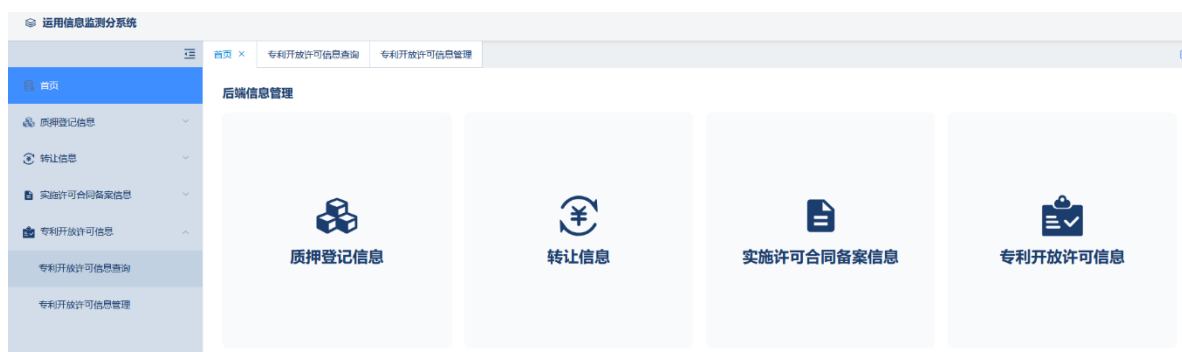 运用信息监测分系统
首页 × 专利开放许可信息查询 专利开放许可信息管理
首页
质押登记信息
转让信息
实施许可合同备案信息
专利开放许可信息
专利开放许可信息查询
专利开放许可信息管理
后端信息管理
质押登记信息
转让信息
实施许可合同备案信息
专利开放许可信息